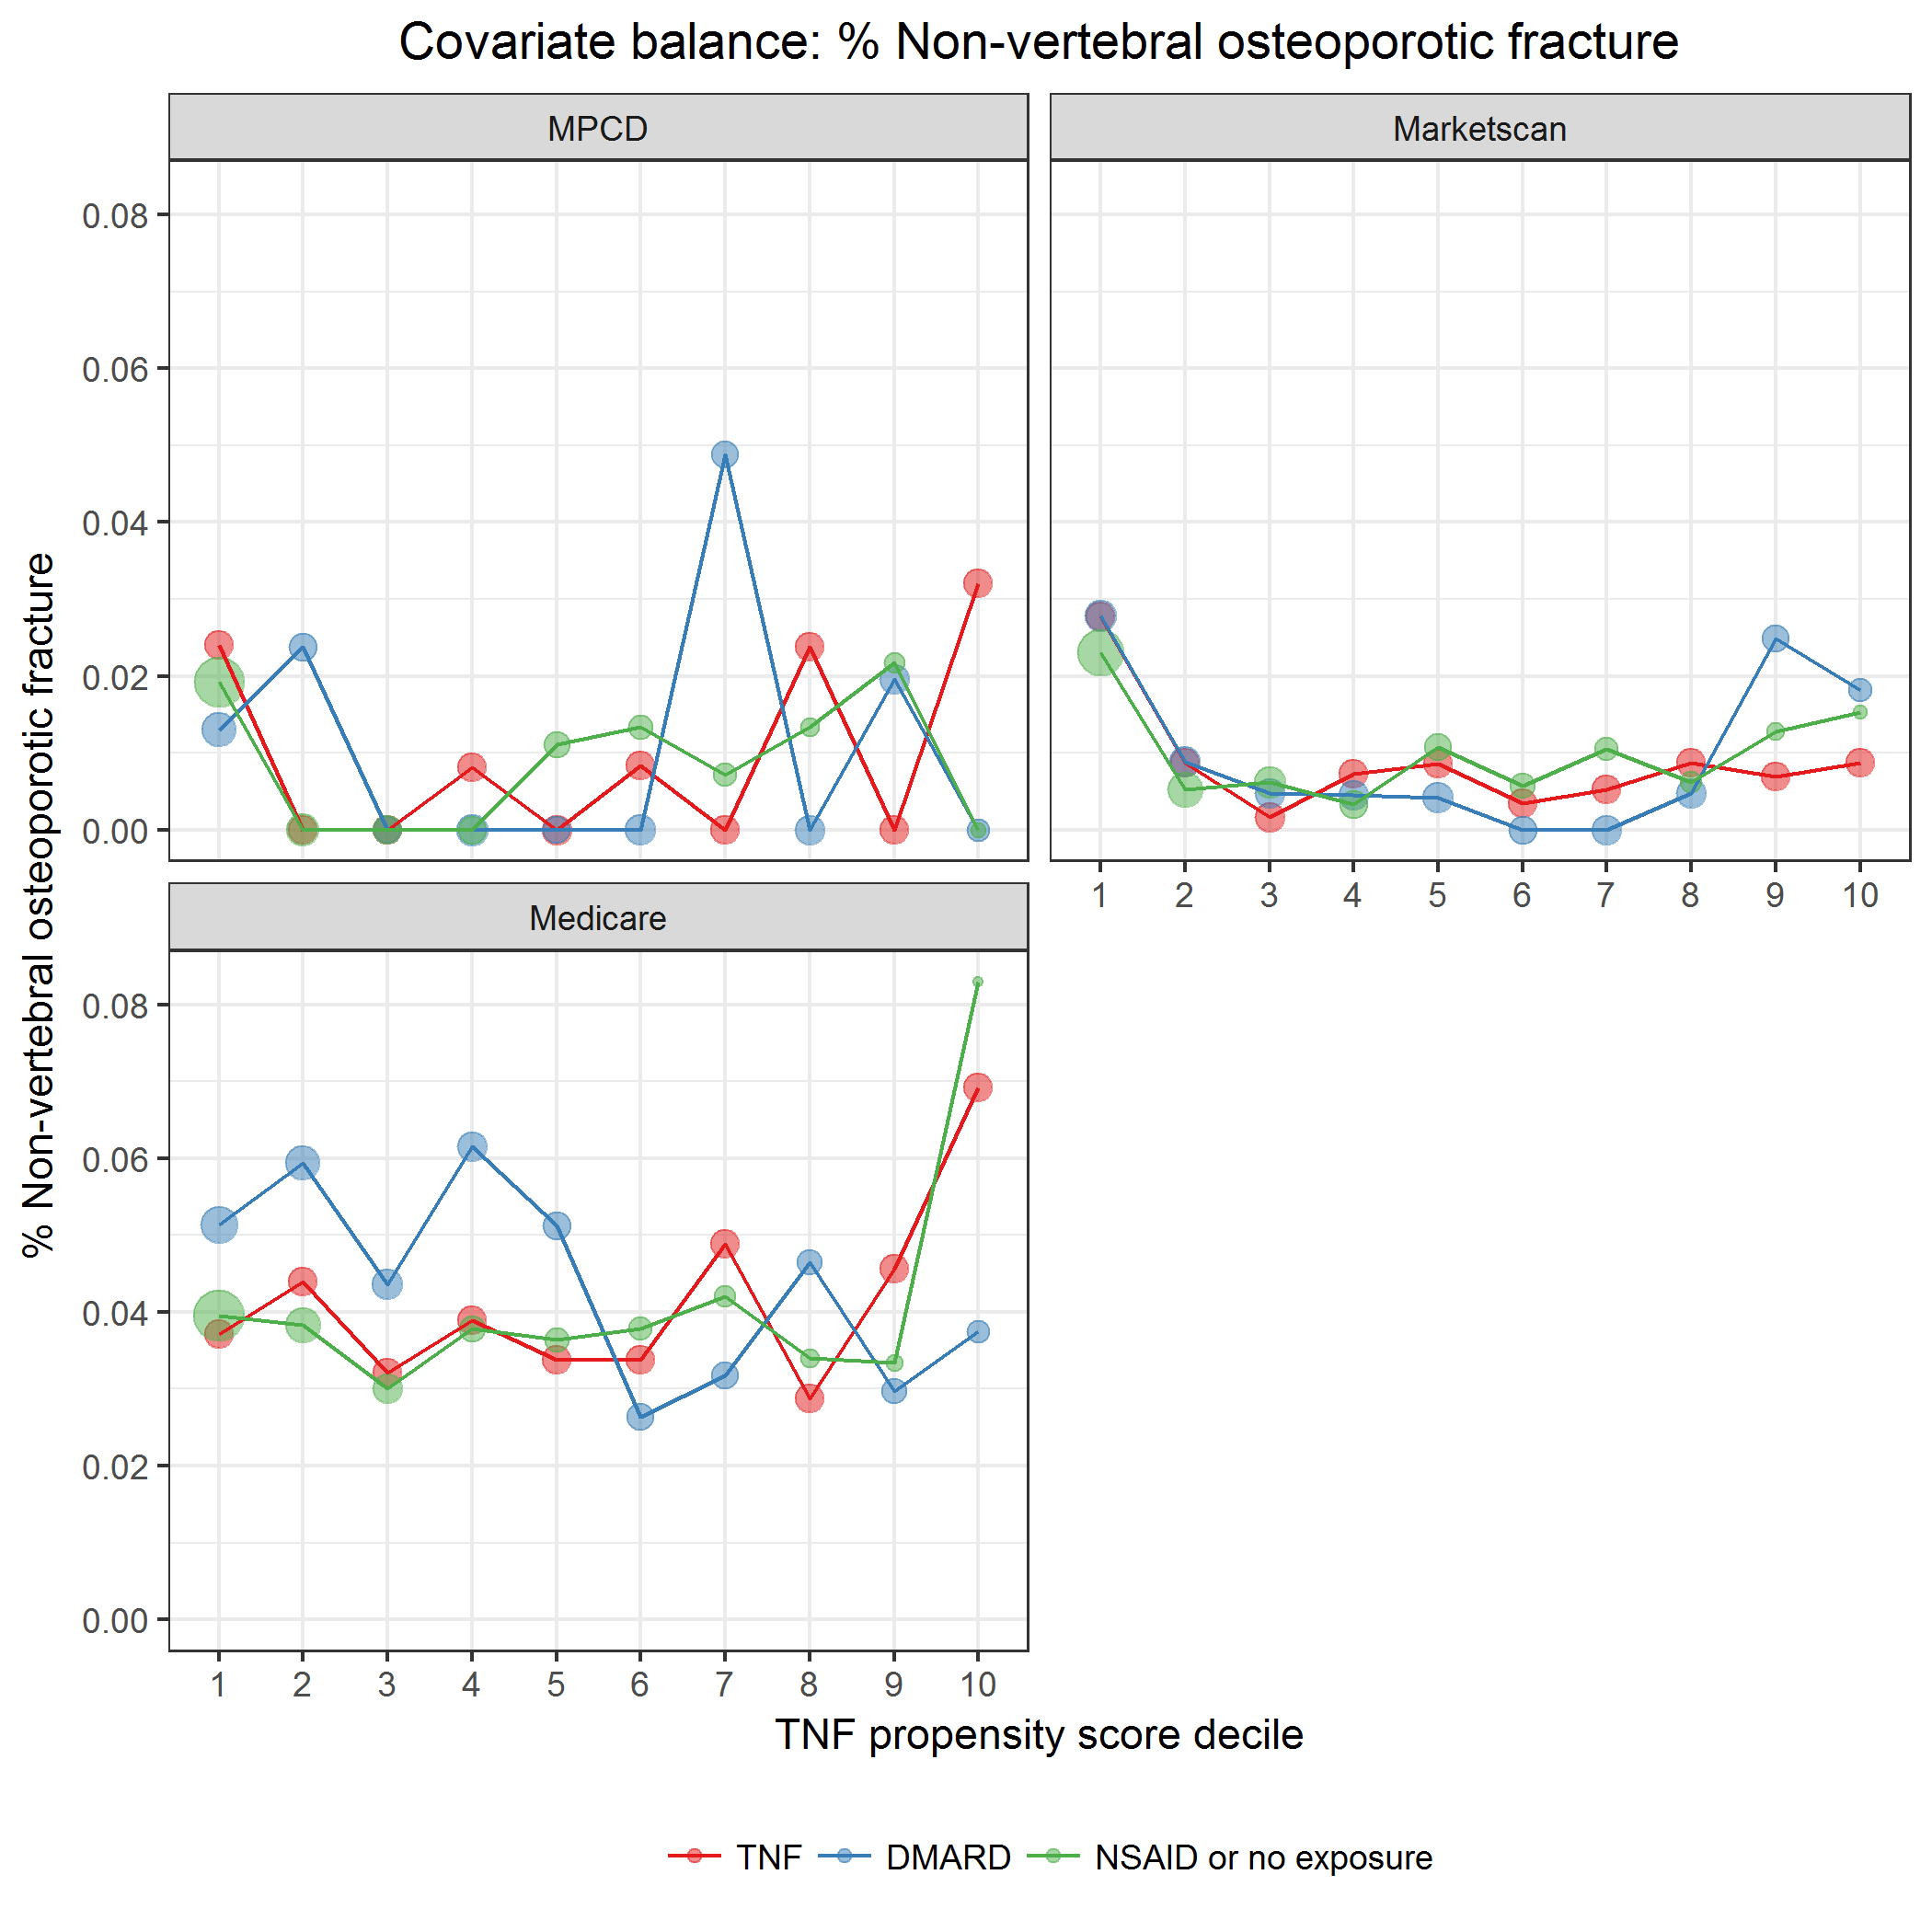 Covariate balance: % Non-vertebral osteoporotic fracture
MPCD
Marketscan
0.08
0.06
0.04
0.02
0.00
1 2 3 4 5 6 7 8 9 10
Medicare
0.08
0.06
0.04
0.02
0.00
1 2 3 4 5 6 7 8 9 10
% Non-vertebral osteoporotic fracture
TNF propensity score decile
TNF DMARD NSAID or no exposure